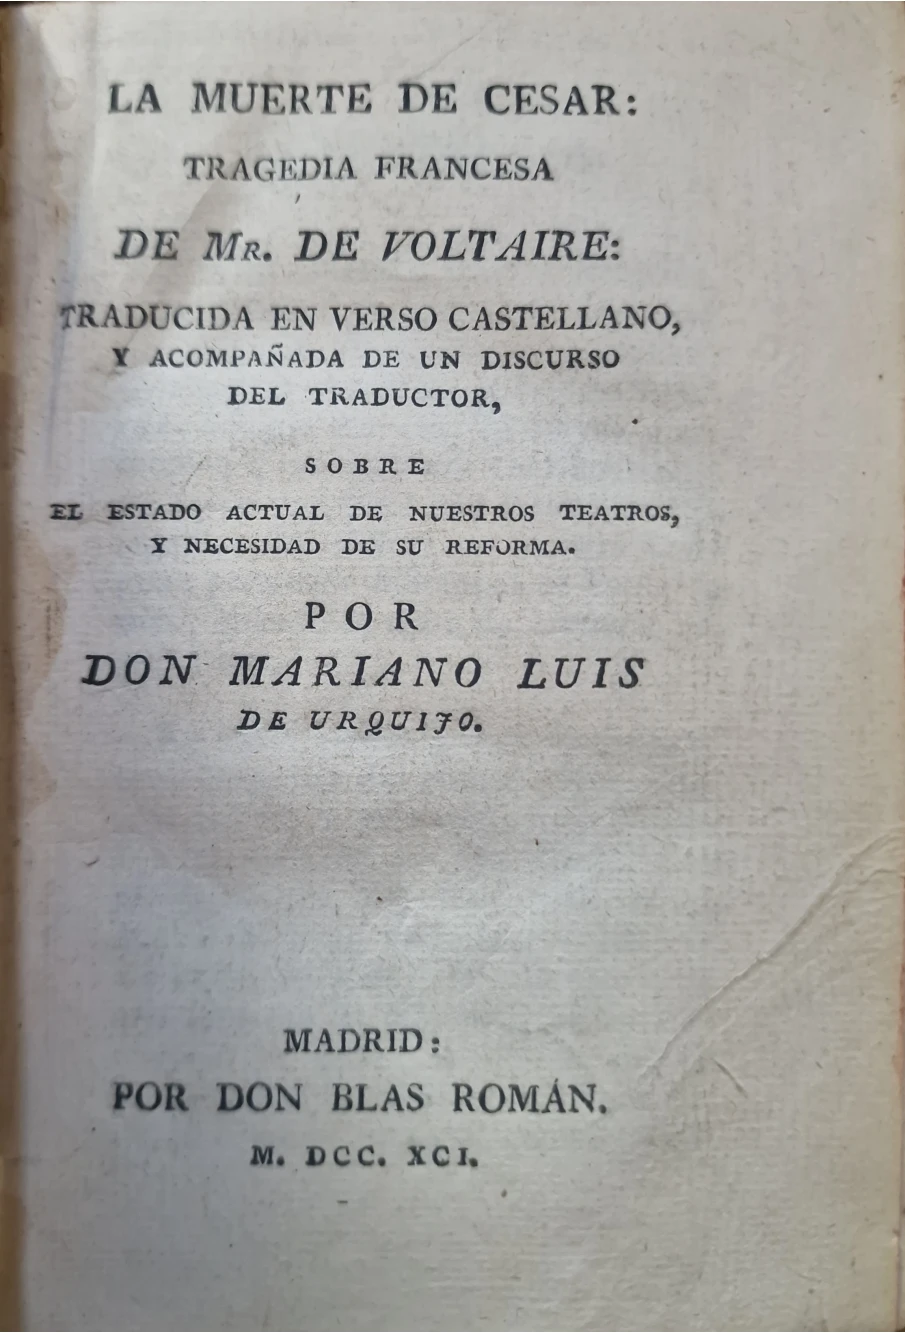 LA MUERTE DE CESAR:
TRAGEDIA FRANCESA
DE MR. DE VOLTAIRE:
TRADUCIDA EN VERSO CASTELLANO,
Y ACOMPAÑADA DE UN DISCURSO
DEL TRADUCTOR,
SOBRE
EL ESTADO ACTUAL DE NUESTROS TEATROS,
Y NECESIDAD DE SU REFORMA.
POR
DON MARIANO LUIS
DE URQUIJO.
MADRID:
POR DON BLAS ROMÁN.
M. DCC. XCI.